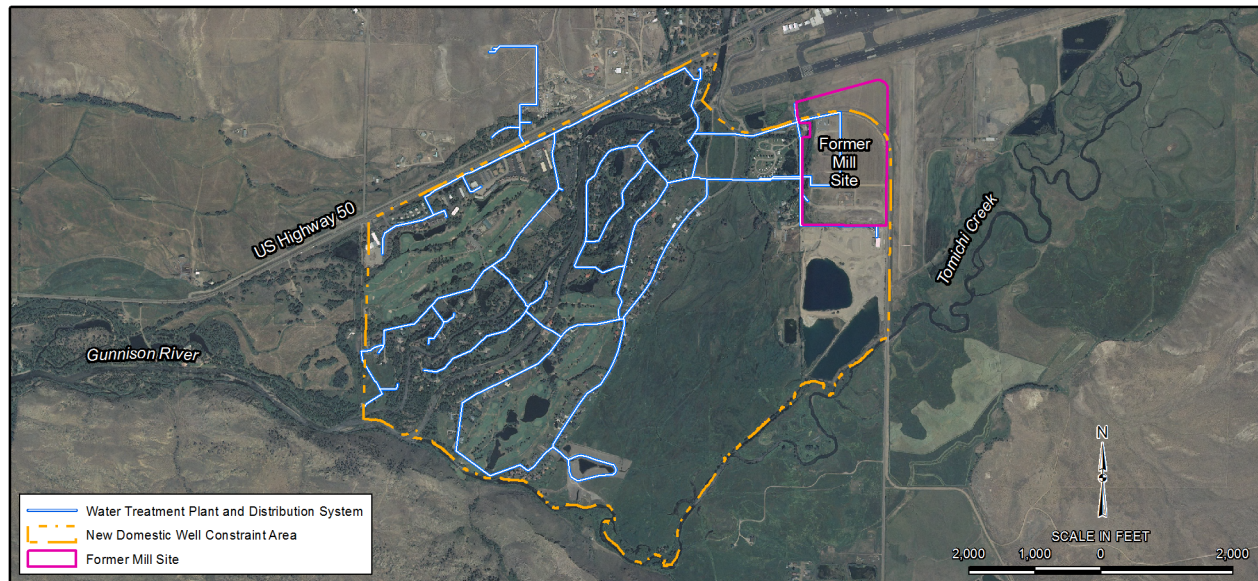 US Highway 50
Former
Mill
Site
Tomichi Creek
Gunnison River
N
SCALE IN FEET
2,000 1,000 0 2,000
Water Treatment Plant and Distribution System
New Domestic Well Constraint Area
Former Mill Site